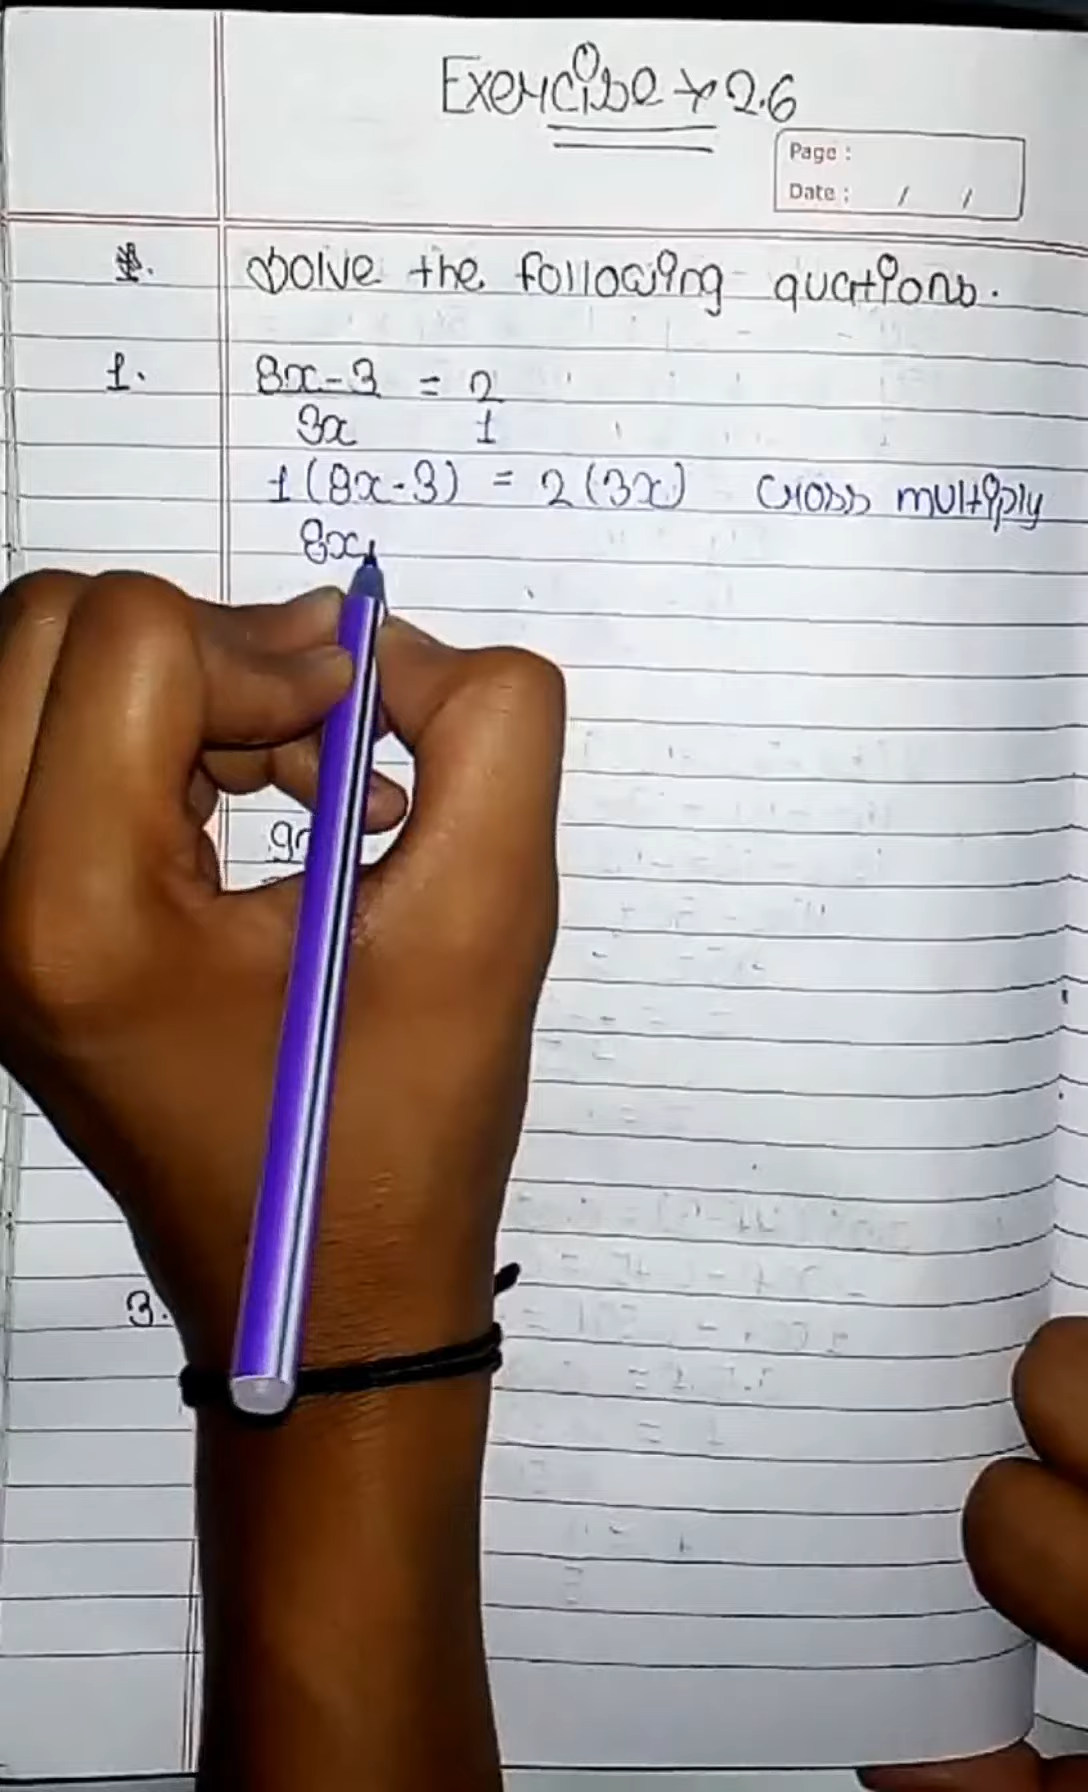 Exercise → 2.6
Page :
Date : / /
Solve the following quations.
1. 8x-3 = 2
3x 1
1(8x-3) = 2(3x) Cross multiply
8x
3.